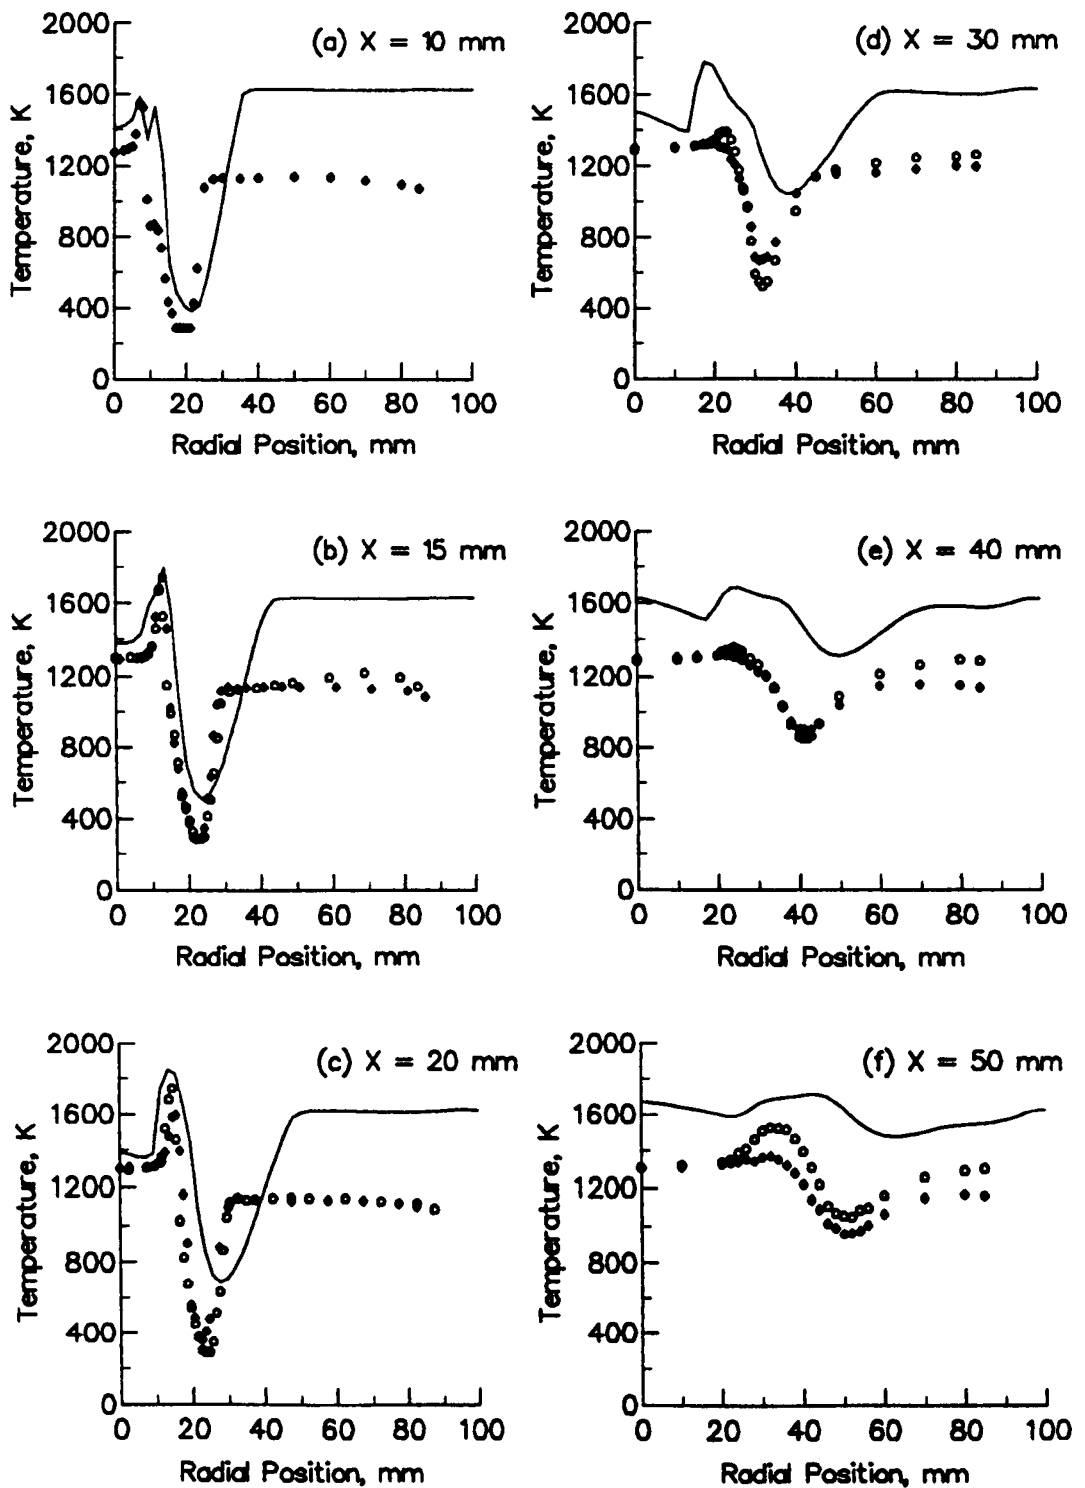 2000
(a) X = 10 mm
1600
1200
800
400
0
Temperature, K
0 20 40 60 80 100
Radial Position, mm
2000
(d) X = 30 mm
1600
1200
800
400
0
Temperature, K
0 20 40 60 80 100
Radial Position, mm
2000
(b) X = 15 mm
1600
1200
800
400
0
Temperature, K
0 20 40 60 80 100
Radial Position, mm
2000
(e) X = 40 mm
1600
1200
800
400
0
Temperature, K
0 20 40 60 80 100
Radial Position, mm
2000
(c) X = 20 mm
1600
1200
800
400
0
Temperature, K
0 20 40 60 80 100
Radial Position, mm
2000
(f) X = 50 mm
1600
1200
800
400
0
Temperature, K
0 20 40 60 80 100
Radial Position, mm